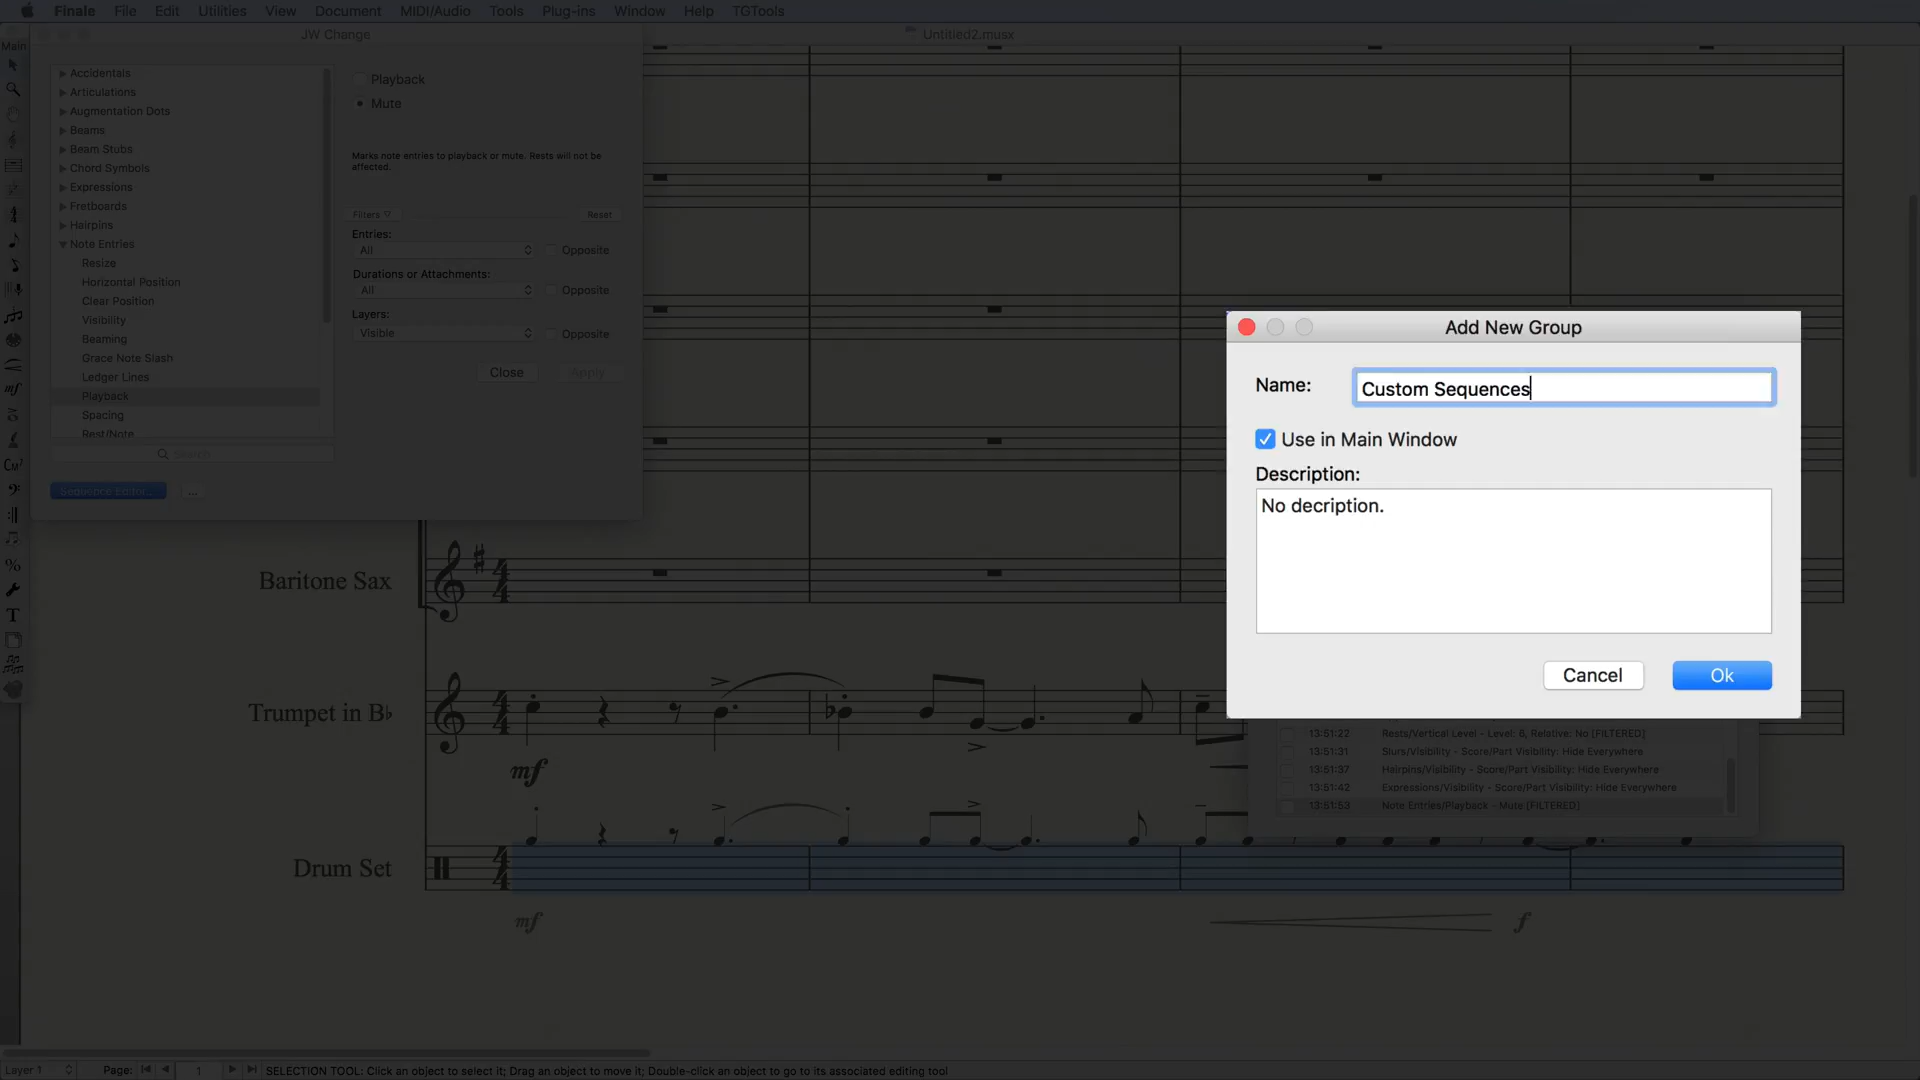 Finale File Edit Utilities View Document MIDI/Audio Tools Plug-ins Window Help TGTools
JW Change
Untitled2.musx
Main
Accidentals
Articulations
Augmentation Dots
Beams
Beam Stubs
Chord Symbols
Expressions
Fretboards
Hairpins
Note Entries
Resize
Horizontal Position
Clear Position
Visibility
Beaming
Grace Note Slash
Ledger Lines
Playback
Spacing
Rest/Note
Search
Sequence Editor... ...
Playback
Mute
Marks note entries to playback or mute. Rests will not be
affected.
Filters Reset
Entries:
All Opposite
Durations or Attachments:
All Opposite
Layers:
Visible Opposite
Close Apply
Add New Group
Name: Custom Sequences
Use in Main Window
Description:
No decription.
Cancel Ok
13:51:22 Rests/Vertical Level - Level: 6, Relative: No [FILTERED]
13:51:31 Slurs/Visibility - Score/Part Visibility: Hide Everywhere
13:51:37 Hairpins/Visibility - Score/Part Visibility: Hide Everywhere
13:51:42 Expressions/Visibility - Score/Part Visibility: Hide Everywhere
13:51:53 Note Entries/Playback - Mute [FILTERED]
Baritone Sax
Trumpet in B♭
mf
Drum Set
mf f
Layer 1 Page: 1 SELECTION TOOL: Click an object to select it; Drag an object to move it; Double-click an object to go to its associated editing tool